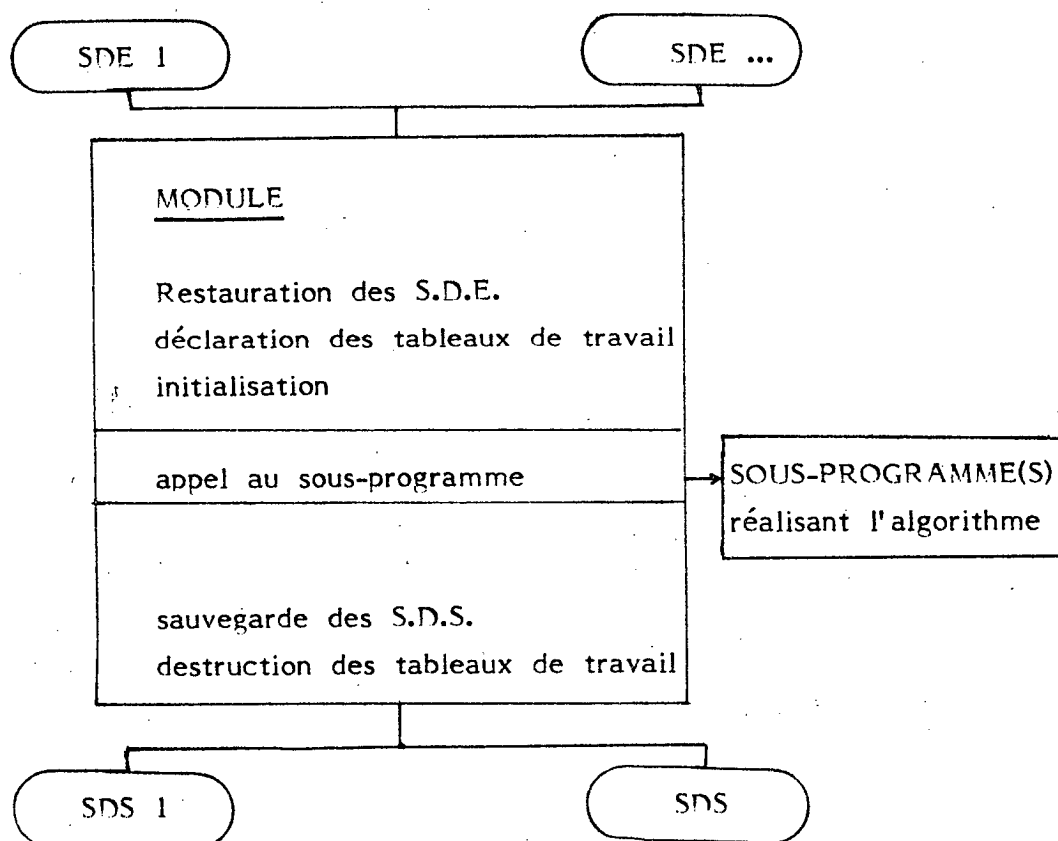 SDE 1
SDE ...
MODULE
Restauration des S.D.E.
déclaration des tableaux de travail
initialisation
appel au sous-programme
SOUS-PROGRAMME(S)
réalisant l'algorithme
sauvegarde des S.D.S.
destruction des tableaux de travail
SDS 1
SDS